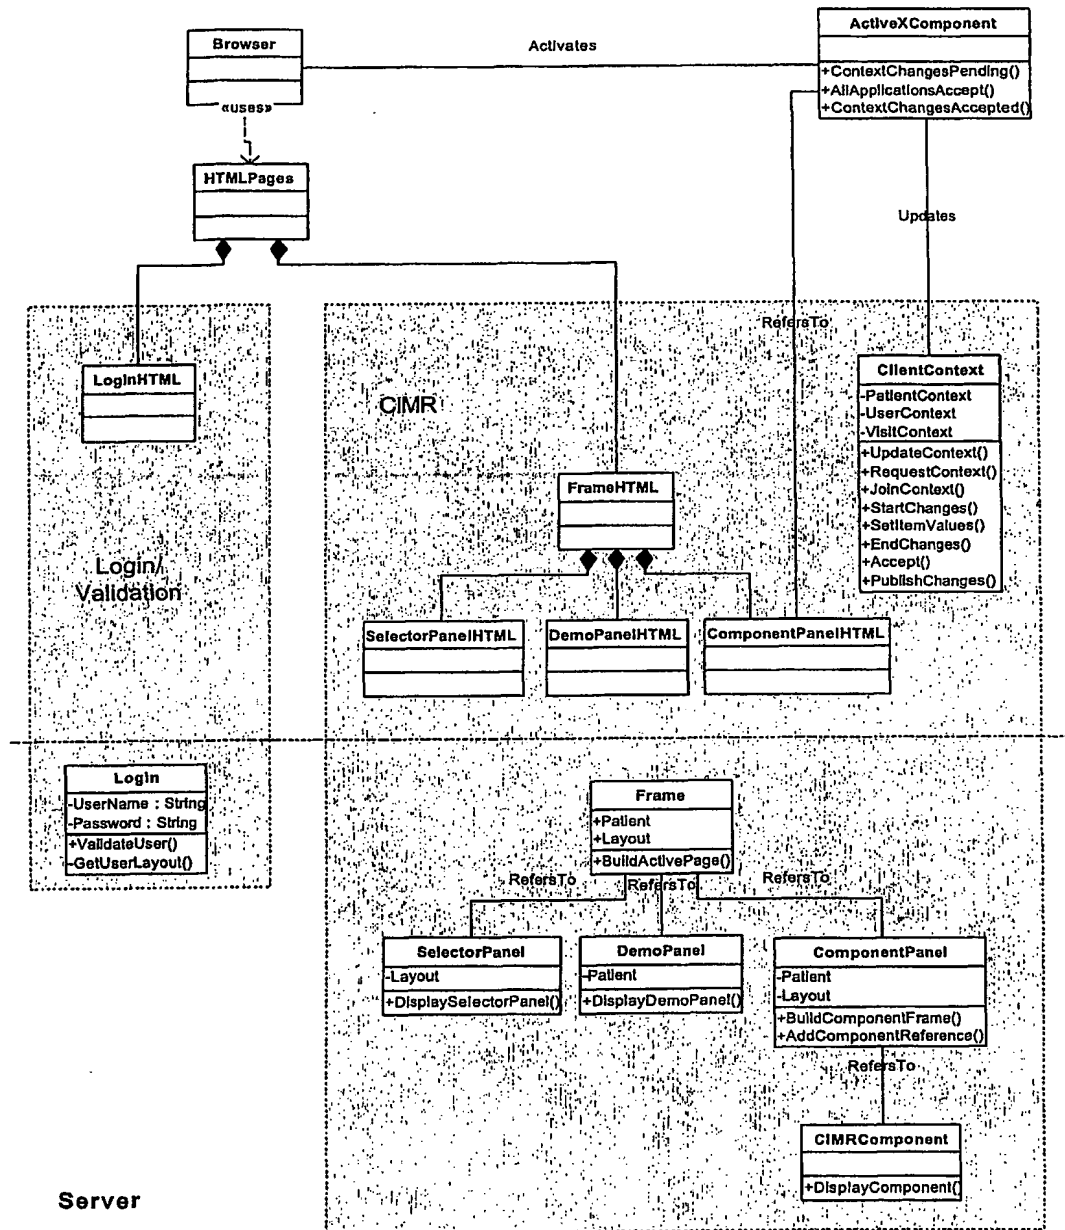 Browser
«uses»
Activates
ActiveXComponent
+ContextChangesPending()
+AllApplicationsAccept()
+ContextChangesAccepted()
HTMLPages
Updates
RefersTo
LoginHTML
CIMR
ClientContext
-PatientContext
-UserContext
-VisitContext
+UpdateContext()
+RequestContext()
+JoinContext()
+StartChanges()
+SetItemValues()
+EndChanges()
+Accept()
+PublishChanges()
FrameHTML
Login/
Validation
SelectorPanelHTML
DemoPanelHTML
ComponentPanelHTML
Login
-UserName : String
-Password : String
+ValidateUser()
-GetUserLayout()
Frame
+Patient
+Layout
+BuildActivePage()
RefersTo
RefersTo
RefersTo
SelectorPanel
-Layout
+DisplaySelectorPanel()
DemoPanel
-Patient
+DisplayDemoPanel()
ComponentPanel
-Patient
-Layout
+BuildComponentFrame()
+AddComponentReference()
RefersTo
CIMRComponent
+DisplayComponent()
Server